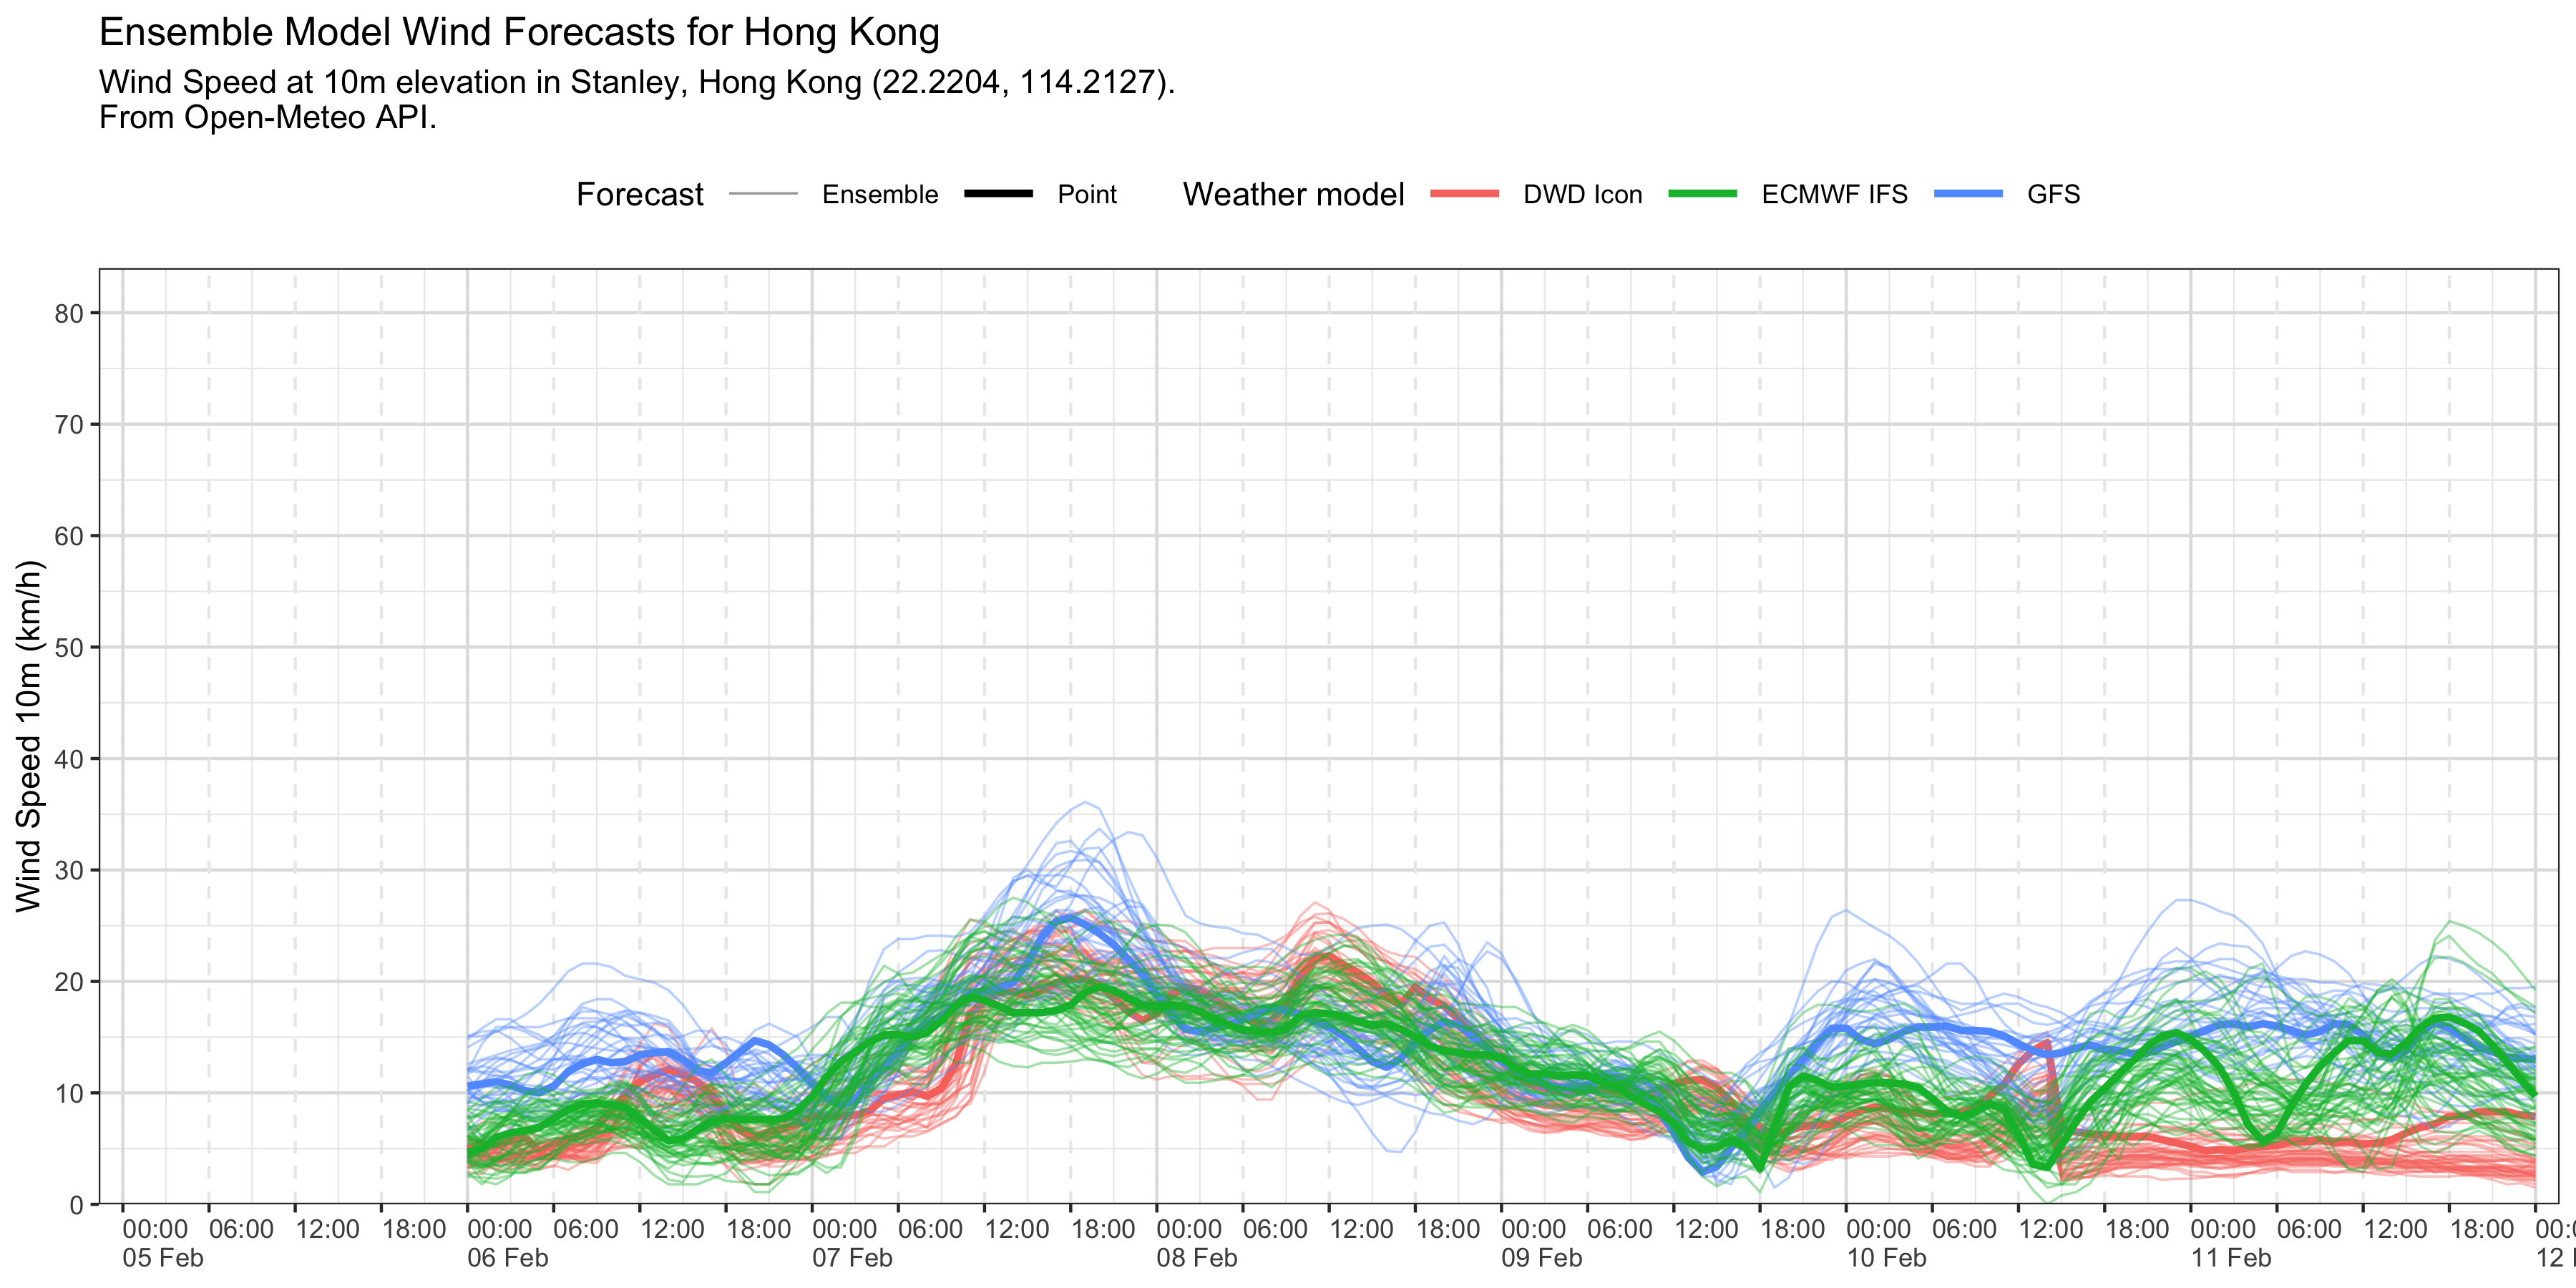 Ensemble Model Wind Forecasts for Hong Kong
Wind Speed at 10m elevation in Stanley, Hong Kong (22.2204, 114.2127).
From Open-Meteo API.
Forecast Ensemble Point Weather model DWD Icon ECMWF IFS GFS
Wind Speed 10m (km/h)
80
70
60
50
40
30
20
10
0
00:00 06:00 12:00 18:00 00:00 06:00 12:00 18:00 00:00 06:00 12:00 18:00 00:00 06:00 12:00 18:00 00:00 06:00 12:00 18:00 00:00 06:00 12:00 18:00 00:00 06:00 12:00 18:00
05 Feb 06 Feb 07 Feb 08 Feb 09 Feb 10 Feb 11 Feb 12